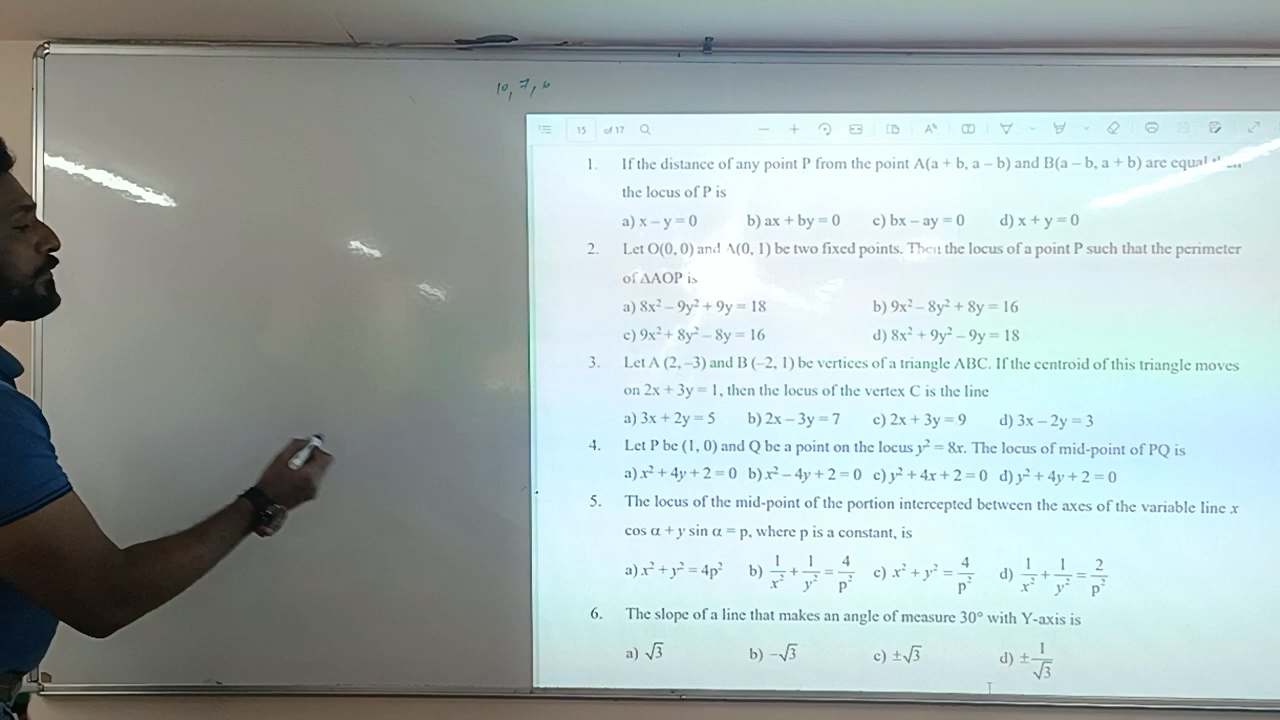 10, 7, 6
15 of 17
1. If the distance of any point P from the point A(a + b, a – b) and B(a – b, a + b) are equal
the locus of P is
a) x – y = 0 b) ax + by = 0 c) bx – ay = 0 d) x + y = 0
2. Let O(0, 0) and A(0, 1) be two fixed points. Then the locus of a point P such that the perimeter
of ΔAOP is
a) 8x² – 9y² + 9y = 18 b) 9x² – 8y² + 8y = 16
c) 9x² + 8y² – 8y = 16 d) 8x² + 9y² – 9y = 18
3. Let A (2, –3) and B (–2, 1) be vertices of a triangle ABC. If the centroid of this triangle moves
on 2x + 3y = 1, then the locus of the vertex C is the line
a) 3x + 2y = 5 b) 2x – 3y = 7 c) 2x + 3y = 9 d) 3x – 2y = 3
4. Let P be (1, 0) and Q be a point on the locus y² = 8x. The locus of mid-point of PQ is
a) x² + 4y + 2 = 0 b) x² – 4y + 2 = 0 c) y² + 4x + 2 = 0 d) y² + 4y + 2 = 0
5. The locus of the mid-point of the portion intercepted between the axes of the variable line x
cos α + y sin α = p, where p is a constant, is
a) x² + y² = 4p² b) 1/x² + 1/y² = 4/p² c) x² + y² = 4/p² d) 1/x² + 1/y² = 2/p²
6. The slope of a line that makes an angle of measure 30° with Y-axis is
a) √3 b) –√3 c) ±√3 d) ±1/√3